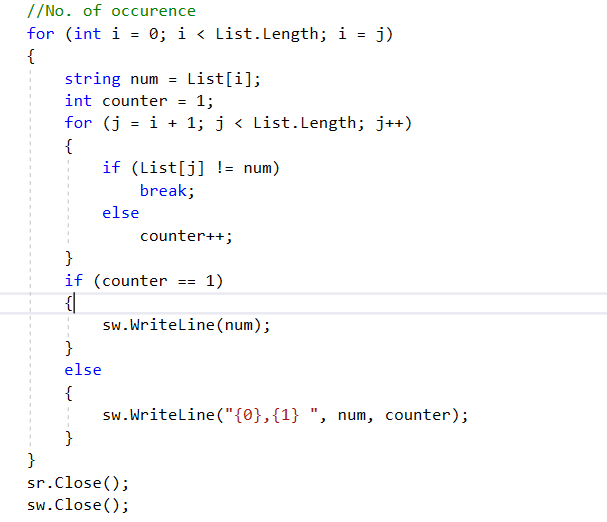 //No. of occurence
for (int i = 0; i < List.Length; i = j)
{
    string num = List[i];
    int counter = 1;
    for (j = i + 1; j < List.Length; j++)
    {
        if (List[j] != num)
            break;
        else
            counter++;
    }
    if (counter == 1)
    {
        sw.WriteLine(num);
    }
    else
    {
        sw.WriteLine("{0},{1} ", num, counter);
    }
}
sr.Close();
sw.Close();